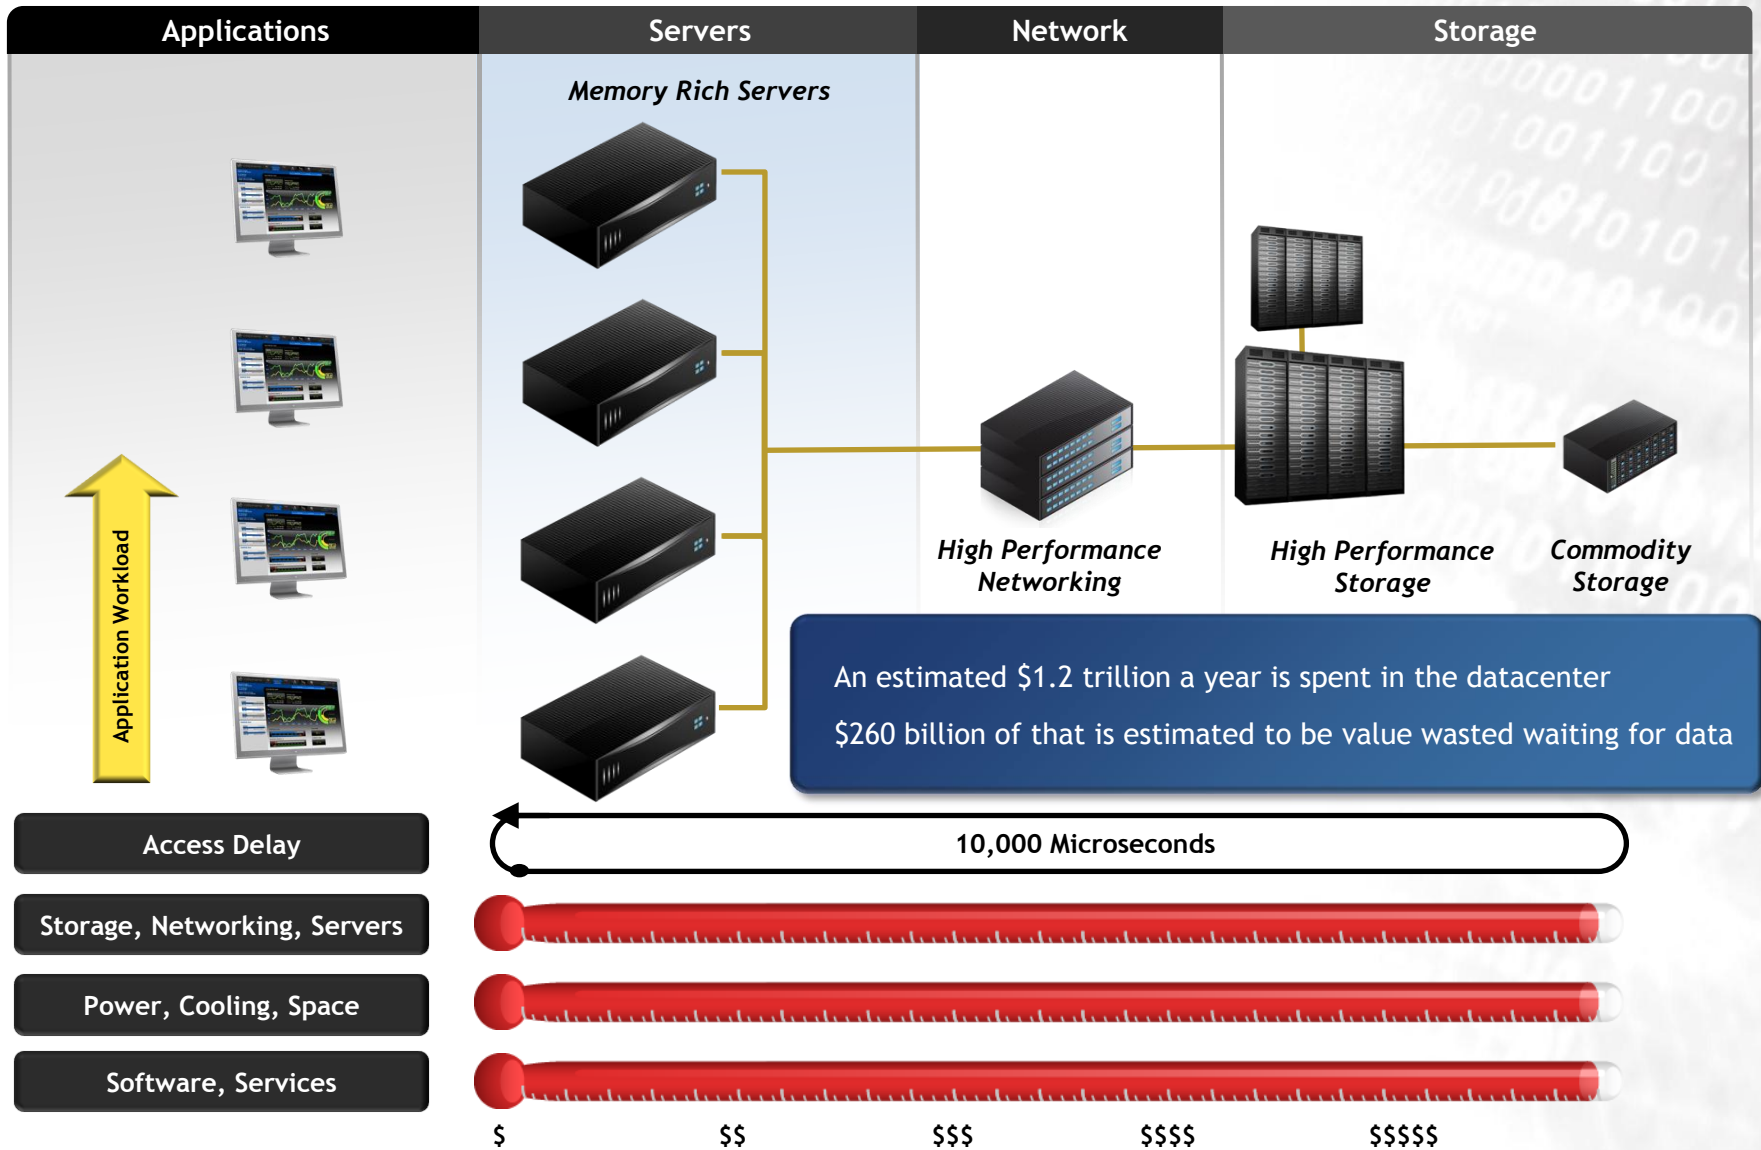 Applications
Servers
Network
Storage
Memory Rich Servers
High Performance
Networking
High Performance
Storage
Commodity
Storage
Application Workload
An estimated $1.2 trillion a year is spent in the datacenter
$260 billion of that is estimated to be value wasted waiting for data
Access Delay
10,000 Microseconds
Storage, Networking, Servers
Power, Cooling, Space
Software, Services
$
$$
$$$
$$$$
$$$$$